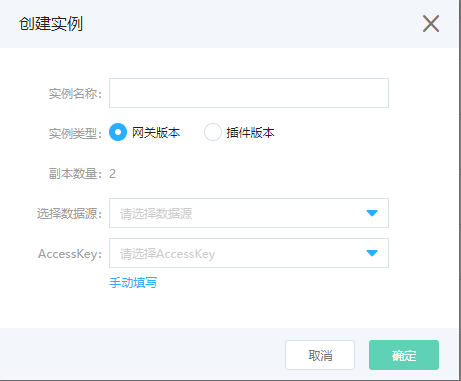 创建实例
实例名称：
实例类型： 网关版本 插件版本
副本数量： 2
选择数据源： 请选择数据源
AccessKey： 请选择AccessKey
手动填写
取消 确定